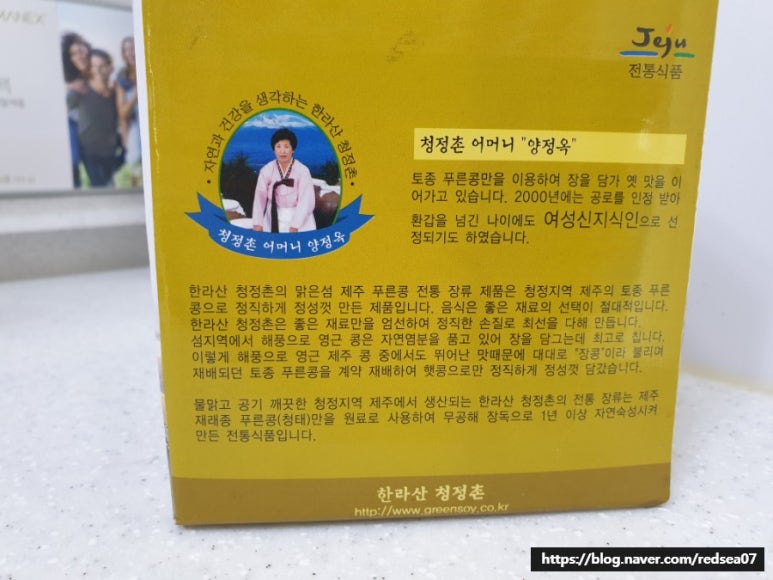 Jeju
전통식품
자연과 건강을 생각하는 한라산 청정촌
청정촌 어머니 양정옥
청정촌 어머니 "양정옥"
토종 푸른콩만을 이용하여 장을 담가 옛 맛을 이
어가고 있습니다. 2000년에는 공로를 인정 받아
환갑을 넘긴 나이에도 여성신지식인으로 선
정되기도 하였습니다.
한라산 청정촌의 맑은섬 제주 푸른콩 전통 장류 제품은 청정지역 제주의 토종 푸른
콩으로 정직하게 정성껏 만든 제품입니다. 음식은 좋은 재료의 선택이 절대적입니다.
한라산 청정촌은 좋은 재료만을 엄선하여 정직한 손질로 최선을 다해 만듭니다.
섬지역에서 해풍으로 영근 콩은 자연염분을 품고 있어 장을 담그는데 최고로 칩니다.
이렇게 해풍으로 영근 제주 콩 중에서도 뛰어난 맛때문에 대대로 "장콩"이라 불리며
재배되던 토종 푸른콩을 계약 재배하여 햇콩으로만 정직하게 정성껏 담갔습니다.
물맑고 공기 깨끗한 청정지역 제주에서 생산되는 한라산 청정촌의 전통 장류는 제주
재래종 푸른콩(청태)만을 원료로 사용하여 무공해 장독으로 1년 이상 자연숙성시켜
만든 전통식품입니다.
한라산 청정촌
http://www.greensoy.co.kr
https://blog.naver.com/redsea07